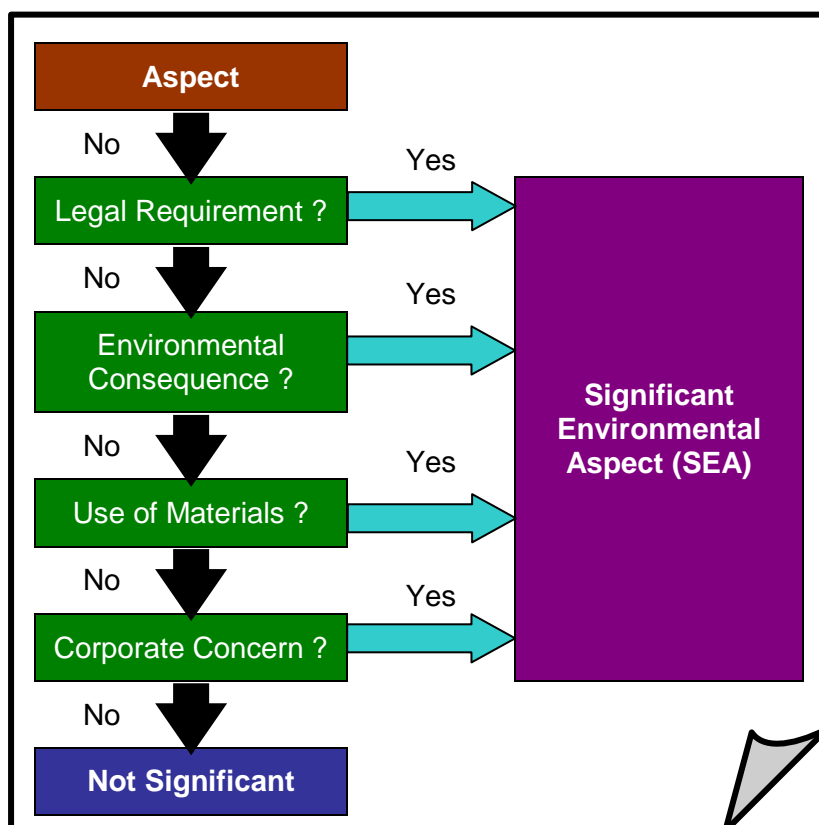 Aspect
No
Yes
Legal Requirement ?
No
Yes
Environmental
Consequence ?
Significant
Environmental
Aspect (SEA)
No
Yes
Use of Materials ?
No
Yes
Corporate Concern ?
No
Not Significant